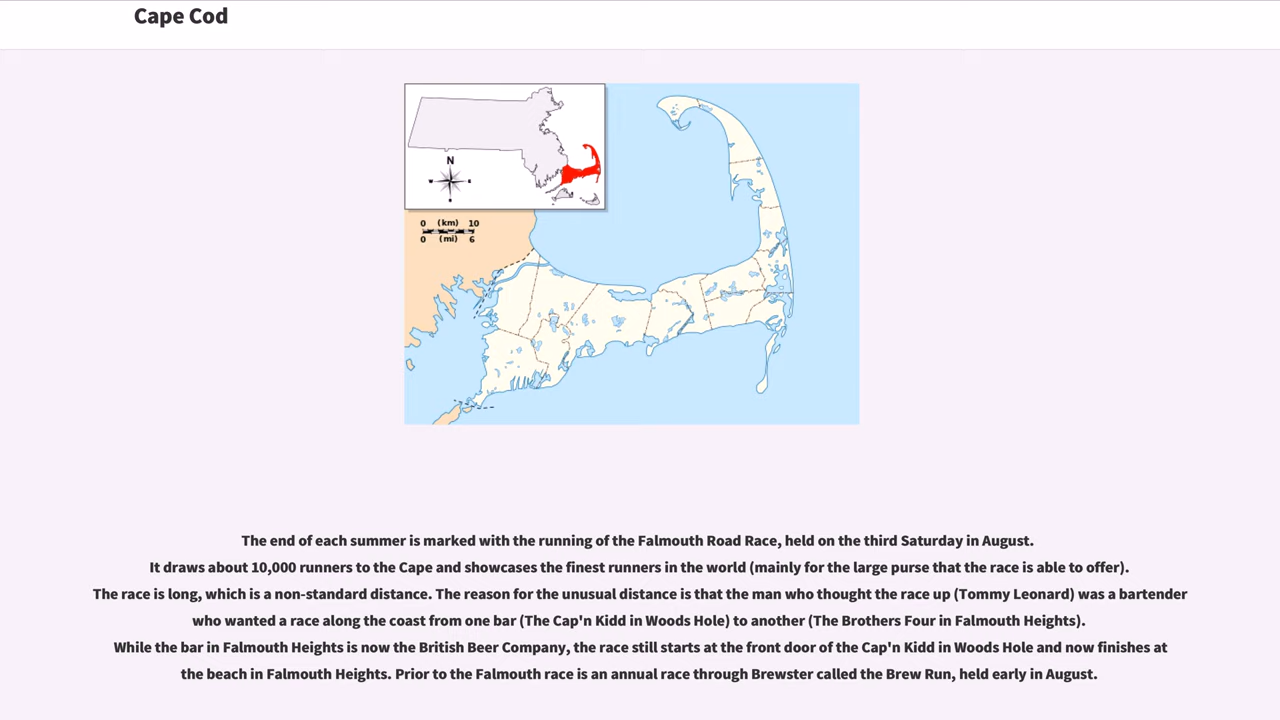 Cape Cod
N
W E
S
0 (km) 10
0 (mi) 6
The end of each summer is marked with the running of the Falmouth Road Race, held on the third Saturday in August.
It draws about 10,000 runners to the Cape and showcases the finest runners in the world (mainly for the large purse that the race is able to offer).
The race is long, which is a non-standard distance. The reason for the unusual distance is that the man who thought the race up (Tommy Leonard) was a bartender
who wanted a race along the coast from one bar (The Cap'n Kidd in Woods Hole) to another (The Brothers Four in Falmouth Heights).
While the bar in Falmouth Heights is now the British Beer Company, the race still starts at the front door of the Cap'n Kidd in Woods Hole and now finishes at
the beach in Falmouth Heights. Prior to the Falmouth race is an annual race through Brewster called the Brew Run, held early in August.